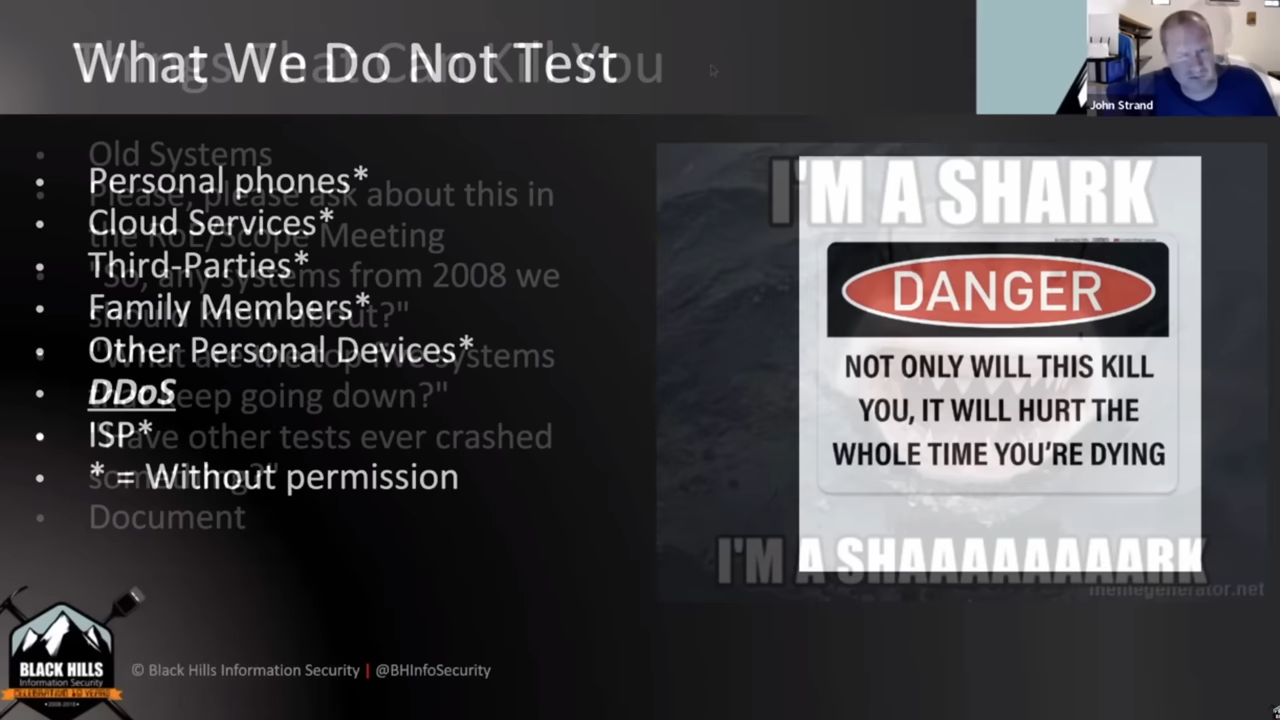 What We Do Not Test
Things That Can Kill You
John Strand
• Personal phones*
• Cloud Services*
• Third-Parties*
• Family Members*
• Other Personal Devices*
• DDoS
• ISP*
• * = Without permission
• Old Systems
• Please, please ask about this in
the RoE/Scope Meeting
• "So, any systems from 2008 we
should know about?"
• "What are the top five systems
that keep going down?"
• "Have other tests ever crashed
something?"
• Document
I'M A SHARK
DANGER
NOT ONLY WILL THIS KILL
YOU, IT WILL HURT THE
WHOLE TIME YOU'RE DYING
I'M A SHAAAAAAAAARK
memegenerator.net
BLACK HILLS
Information Security
© Black Hills Information Security | @BHInfoSecurity